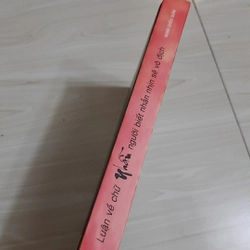 Luận về chữ Nhẫn người biết nhẫn nhịn sẽ vô địch